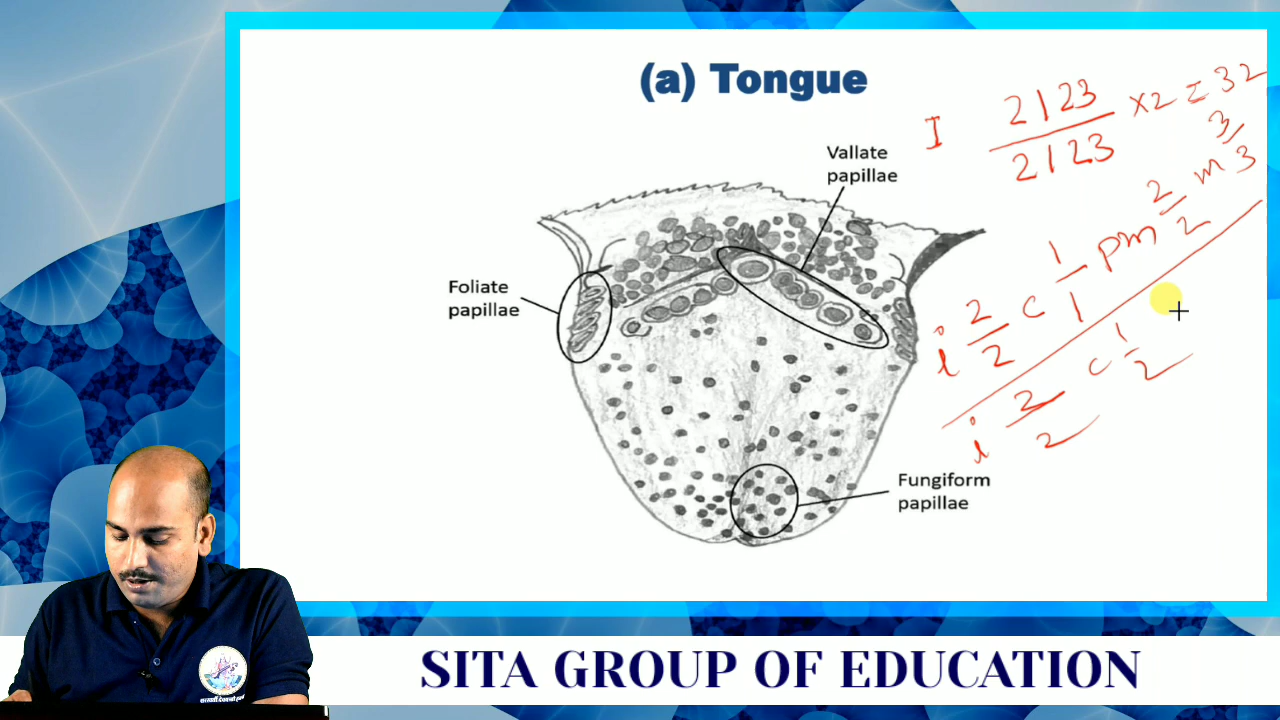 (a) Tongue
I 2123/2123 ×2 = 32
Vallate
papillae
i 2/2 c 1/1 pm 2/2 m 3/3
Foliate
papillae
i 2/2 c 1/2
Fungiform
papillae
SITA GROUP OF EDUCATION